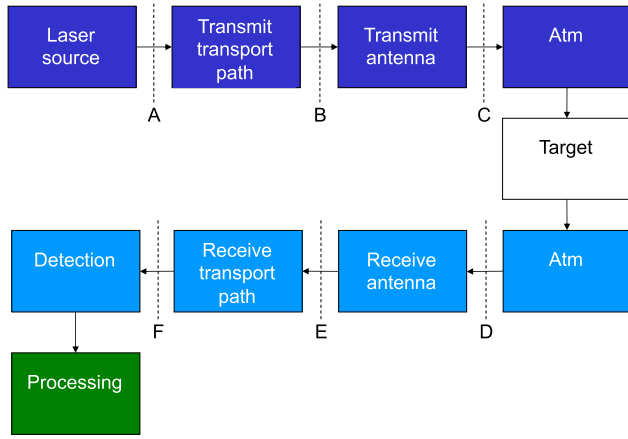 Laser
source
Transmit
transport
path
Transmit
antenna
Atm
A
B
C
Target
Detection
Receive
transport
path
Receive
antenna
Atm
F
E
D
Processing